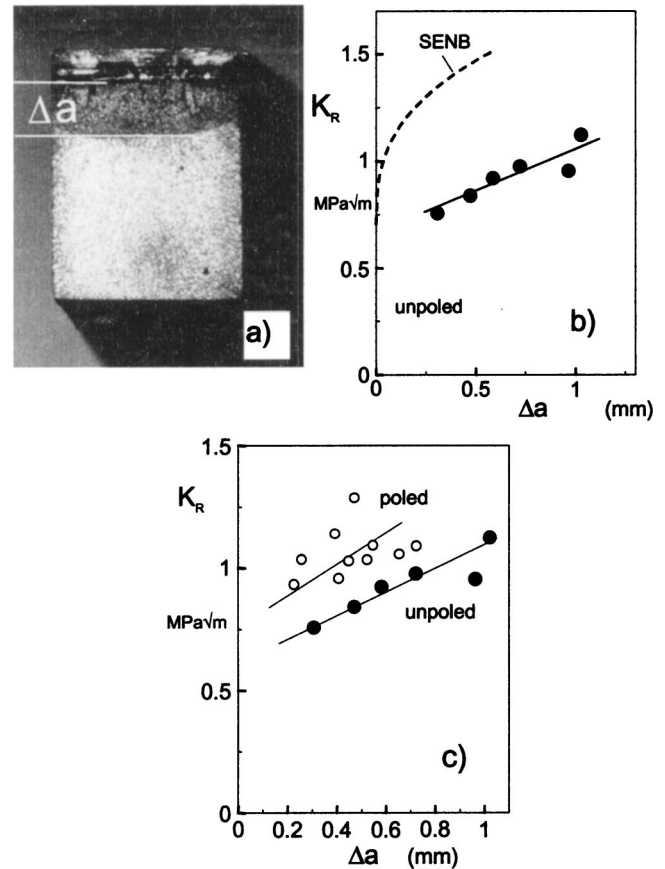 Δa
a)
1.5
SENB
K_R
1
MPa√m
0.5
unpoled
b)
0
0 0.5 1
Δa (mm)
1.5
K_R
poled
1
MPa√m
unpoled
0.5
c)
0
0 0.2 0.4 0.6 0.8 1
Δa (mm)